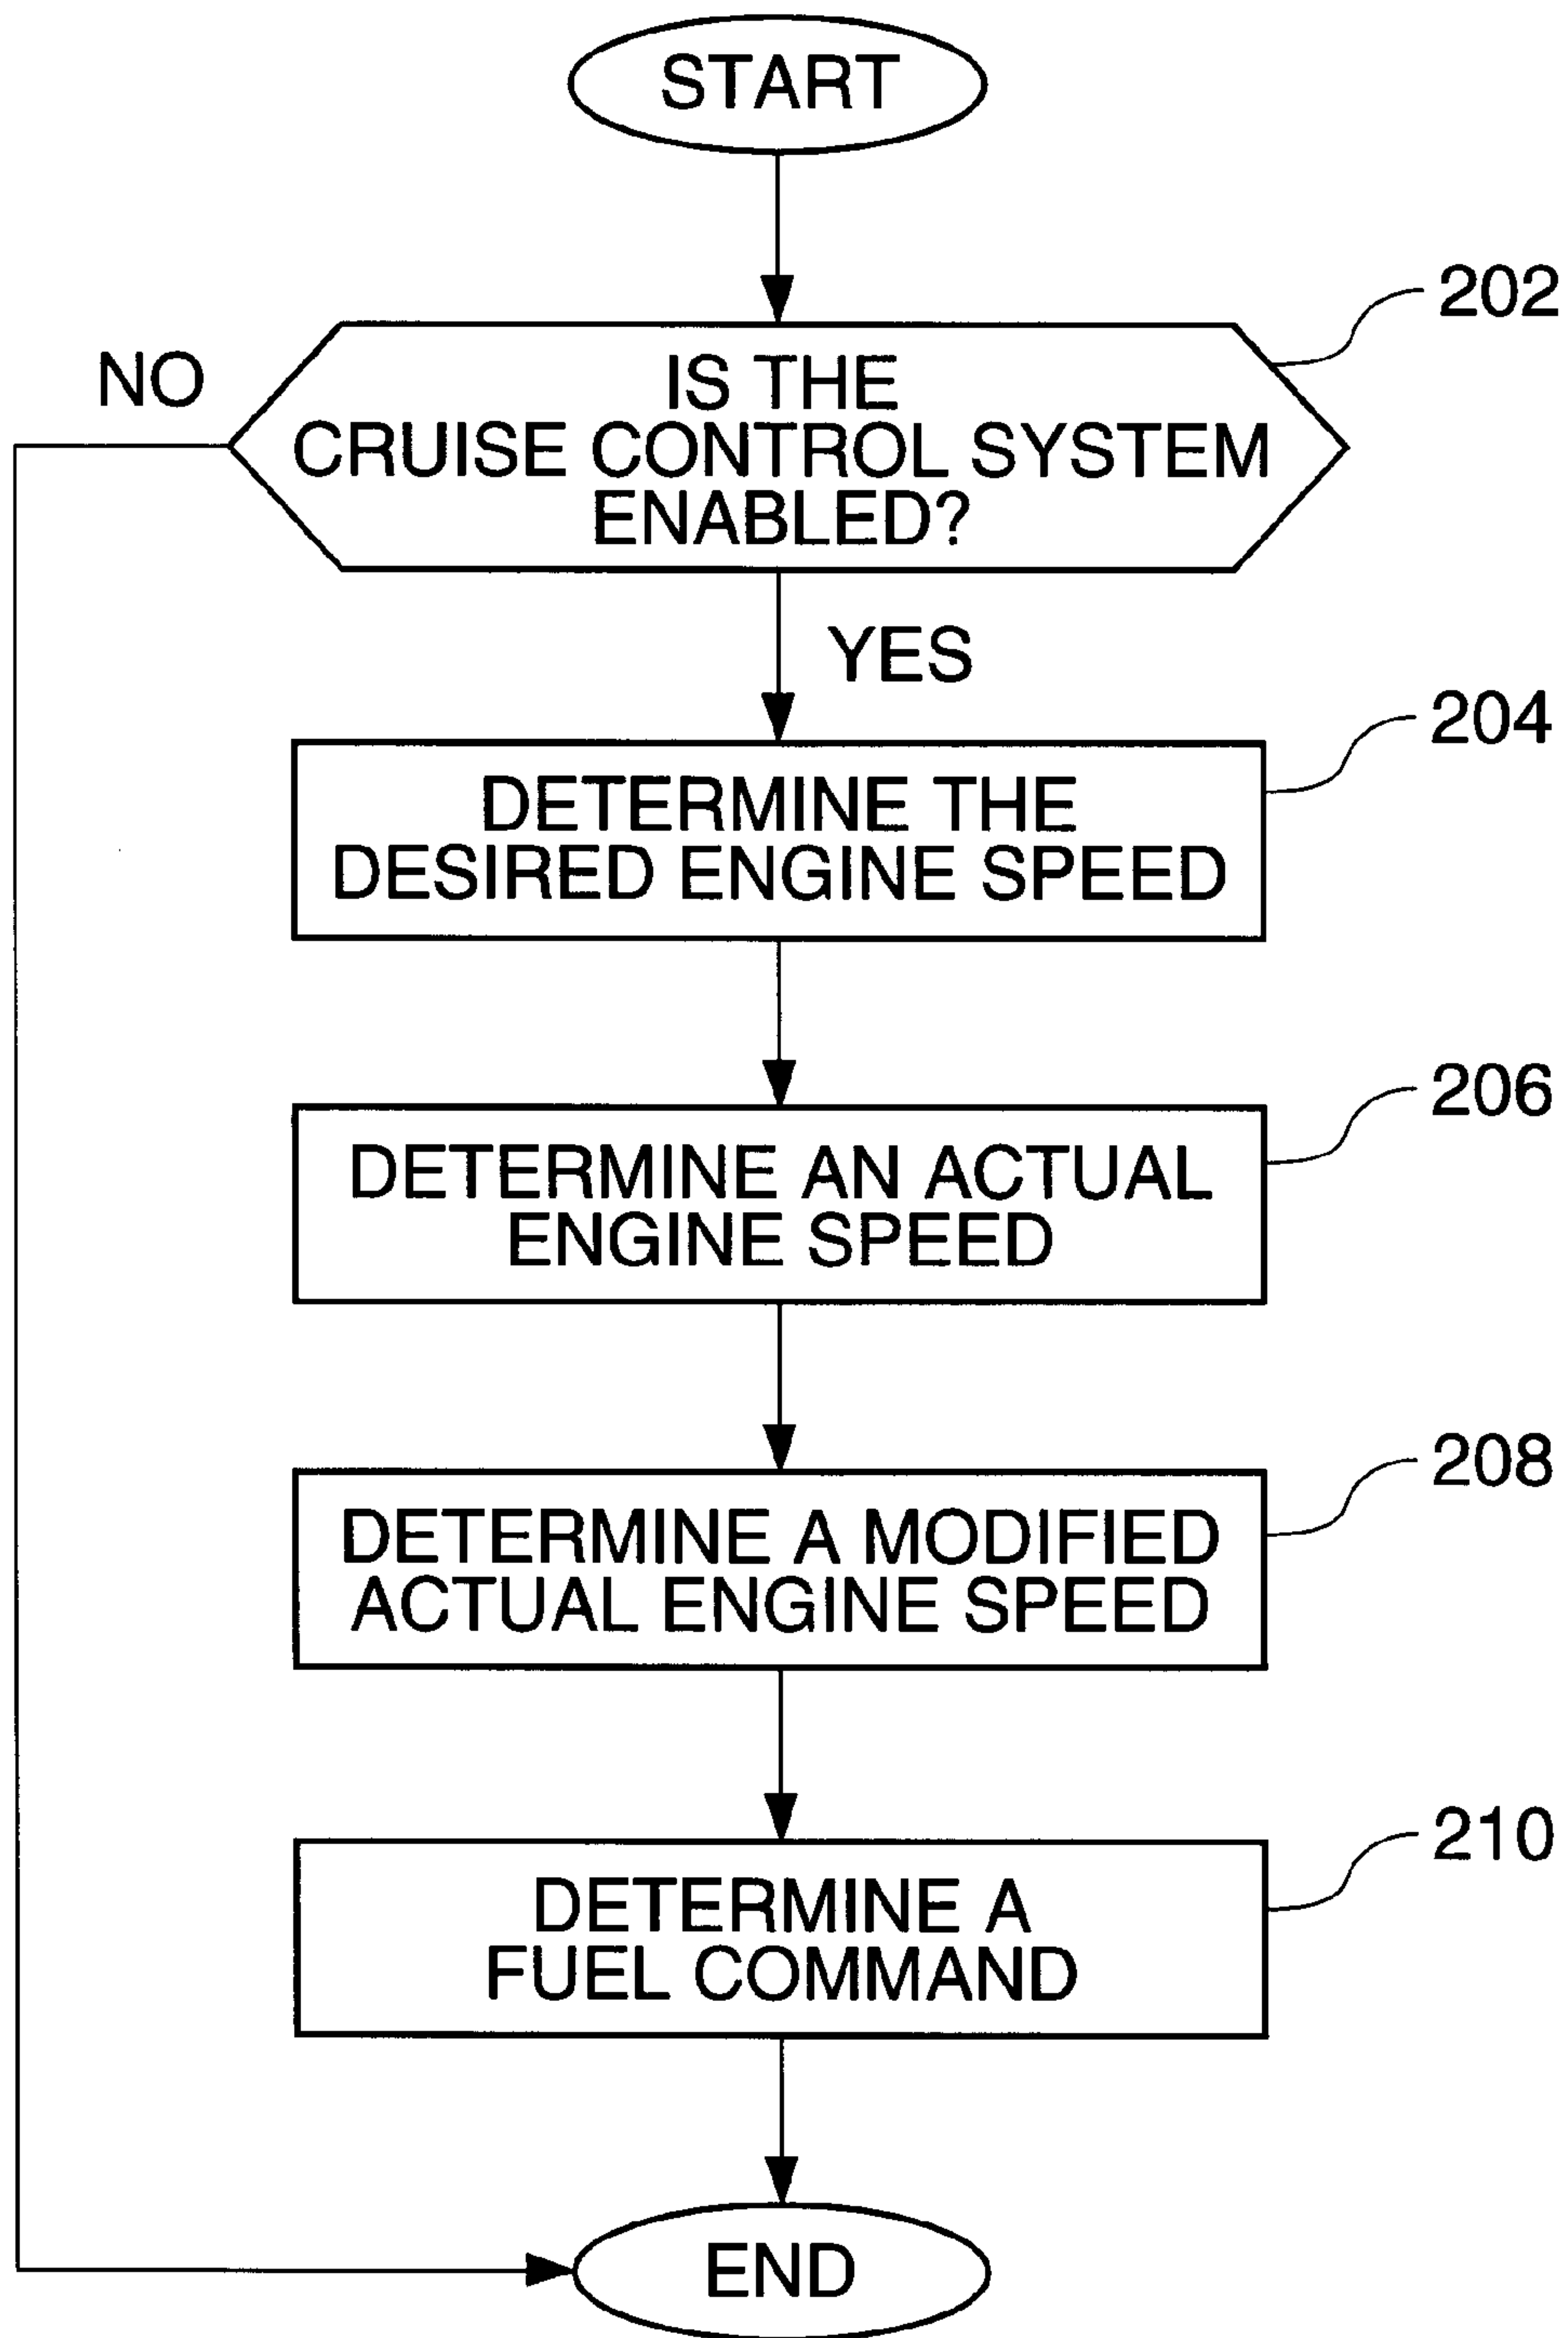 START
202
NO
IS THE
CRUISE CONTROL SYSTEM
ENABLED?
YES
204
DETERMINE THE
DESIRED ENGINE SPEED
206
DETERMINE AN ACTUAL
ENGINE SPEED
208
DETERMINE A MODIFIED
ACTUAL ENGINE SPEED
210
DETERMINE A
FUEL COMMAND
END